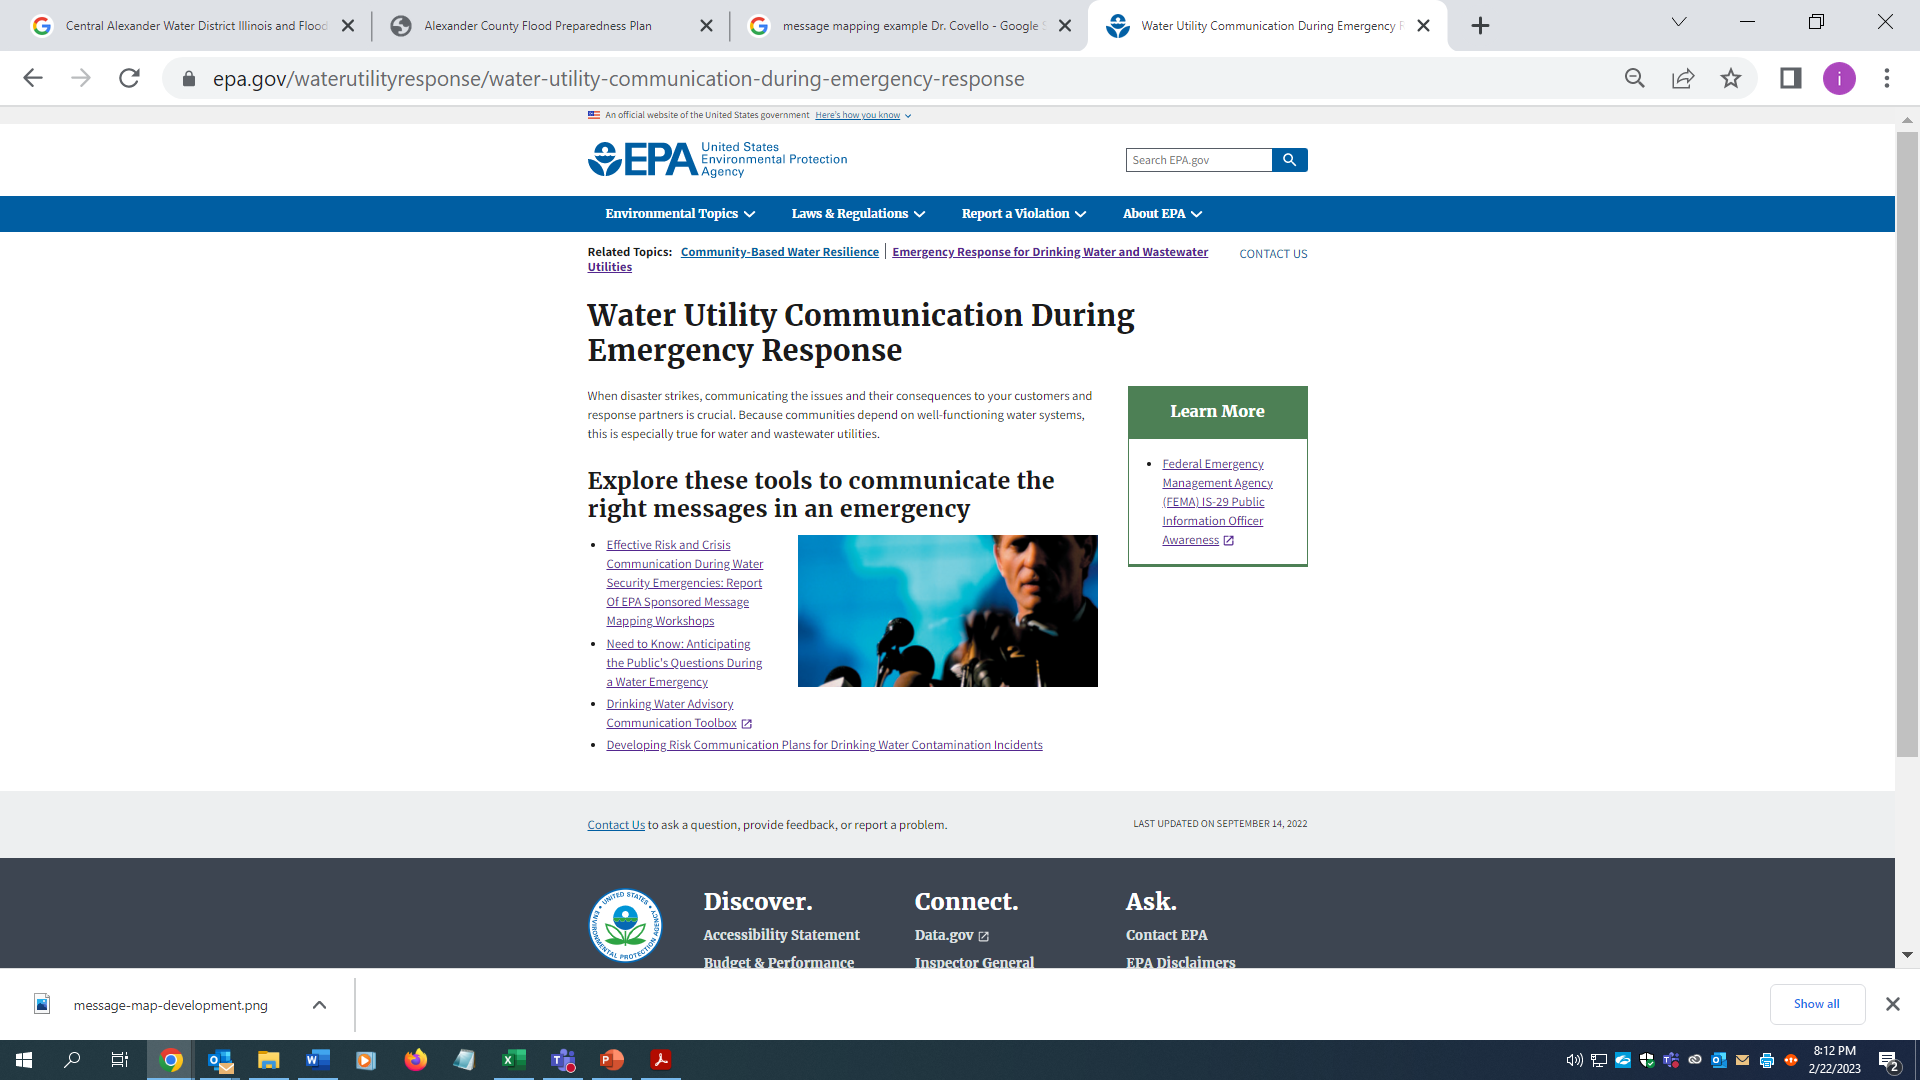 Central Alexander Water District Illinois and Flood
Alexander County Flood Preparedness Plan
message mapping example Dr. Covello - Google S
Water Utility Communication During Emergency R
epa.gov/waterutilityresponse/water-utility-communication-during-emergency-response
i
An official website of the United States government Here's how you know
EPA United States
Environmental Protection
Agency
Search EPA.gov
Environmental Topics Laws & Regulations Report a Violation About EPA
Related Topics: Community-Based Water Resilience Emergency Response for Drinking Water and Wastewater
Utilities
CONTACT US
Water Utility Communication During
Emergency Response
When disaster strikes, communicating the issues and their consequences to your customers and
response partners is crucial. Because communities depend on well-functioning water systems,
this is especially true for water and wastewater utilities.
Explore these tools to communicate the
right messages in an emergency
Effective Risk and Crisis
Communication During Water
Security Emergencies: Report
Of EPA Sponsored Message
Mapping Workshops
Need to Know: Anticipating
the Public's Questions During
a Water Emergency
Drinking Water Advisory
Communication Toolbox
Developing Risk Communication Plans for Drinking Water Contamination Incidents
Learn More
Federal Emergency
Management Agency
(FEMA) IS-29 Public
Information Officer
Awareness
Contact Us to ask a question, provide feedback, or report a problem.
LAST UPDATED ON SEPTEMBER 14, 2022
UNITED STATES
ENVIRONMENTAL PROTECTION AGENCY
Discover.
Accessibility Statement
Budget & Performance
Connect.
Data.gov
Inspector General
Ask.
Contact EPA
EPA Disclaimers
message-map-development.png
Show all
8:12 PM
2/22/2023
2